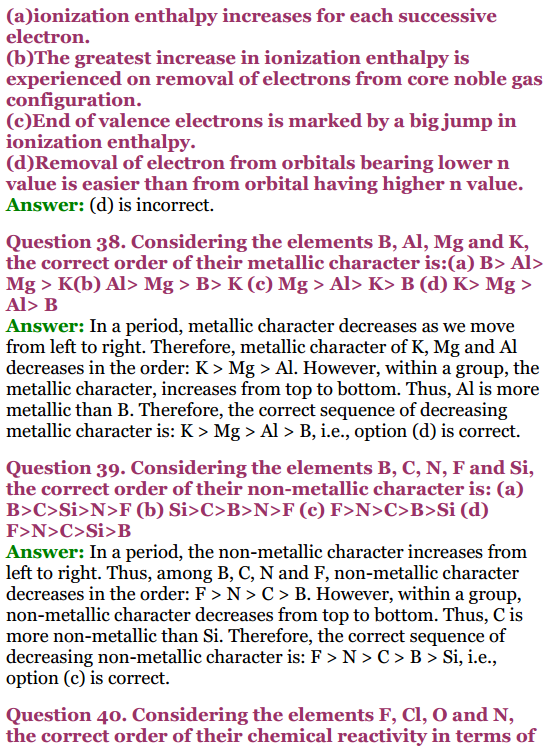 (a)ionization enthalpy increases for each successive
electron.
(b)The greatest increase in ionization enthalpy is
experienced on removal of electrons from core noble gas
configuration.
(c)End of valence electrons is marked by a big jump in
ionization enthalpy.
(d)Removal of electron from orbitals bearing lower n
value is easier than from orbital having higher n value.
Answer: (d) is incorrect.
Question 38. Considering the elements B, Al, Mg and K,
the correct order of their metallic character is:(a) B> Al>
Mg > K(b) Al> Mg > B> K (c) Mg > Al> K> B (d) K> Mg >
Al> B
Answer: In a period, metallic character decreases as we move
from left to right. Therefore, metallic character of K, Mg and Al
decreases in the order: K > Mg > Al. However, within a group, the
metallic character, increases from top to bottom. Thus, Al is more
metallic than B. Therefore, the correct sequence of decreasing
metallic character is: K > Mg > Al > B, i.e., option (d) is correct.
Question 39. Considering the elements B, C, N, F and Si,
the correct order of their non-metallic character is: (a)
B>C>Si>N>F (b) Si>C>B>N>F (c) F>N>C>B>Si (d)
F>N>C>Si>B
Answer: In a period, the non-metallic character increases from
left to right. Thus, among B, C, N and F, non-metallic character
decreases in the order: F > N > C > B. However, within a group,
non-metallic character decreases from top to bottom. Thus, C is
more non-metallic than Si. Therefore, the correct sequence of
decreasing non-metallic character is: F > N > C > B > Si, i.e.,
option (c) is correct.
Question 40. Considering the elements F, Cl, O and N,
the correct order of their chemical reactivity in terms of